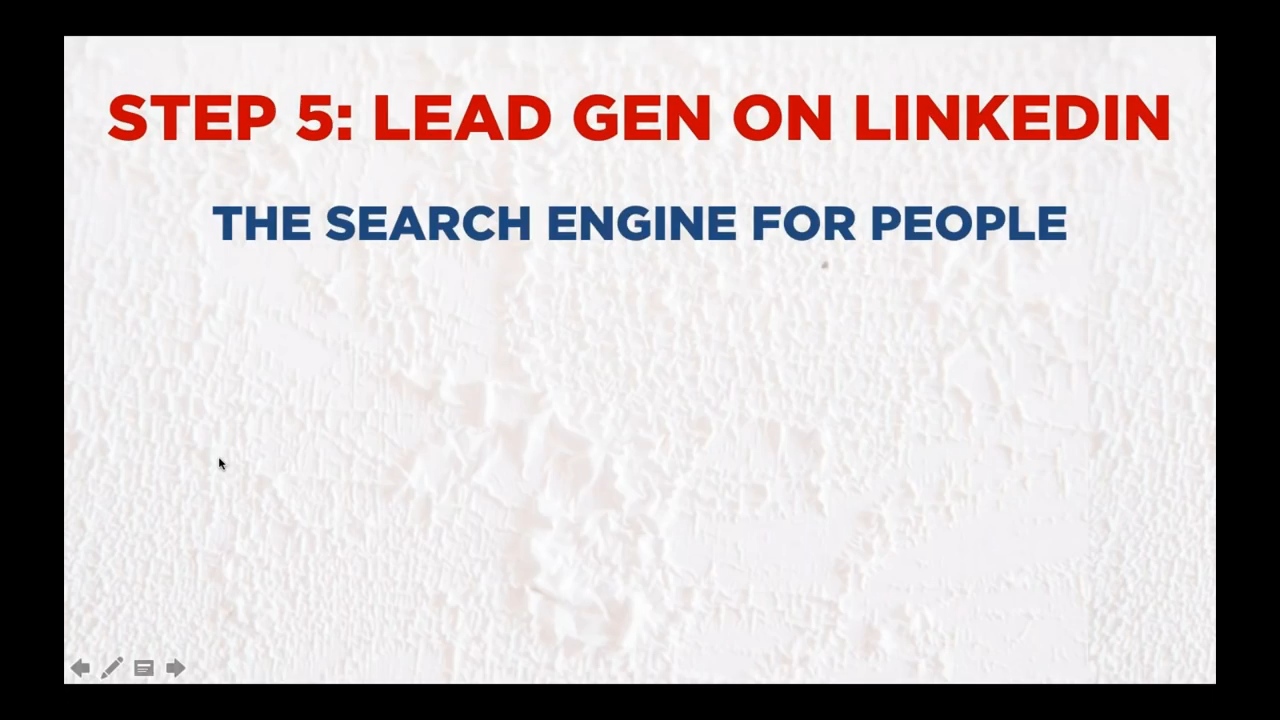 STEP 5: LEAD GEN ON LINKEDIN
THE SEARCH ENGINE FOR PEOPLE